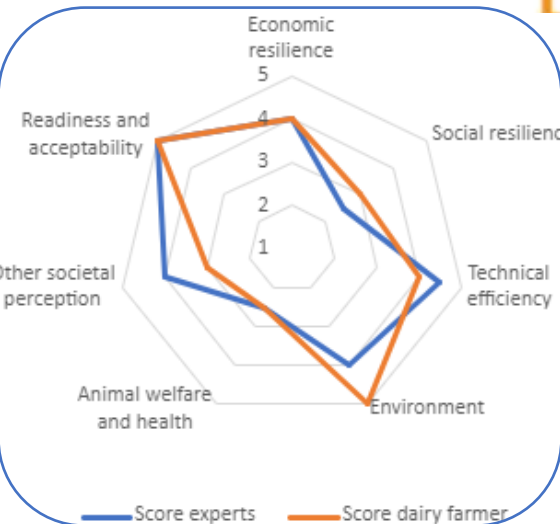 Economic
resilience
5
4
3
2
1
Readiness and
acceptability
Social resilienc
Other societal
perception
Technical
efficiency
Animal welfare
and health
Environment
Score experts
Score dairy farmer